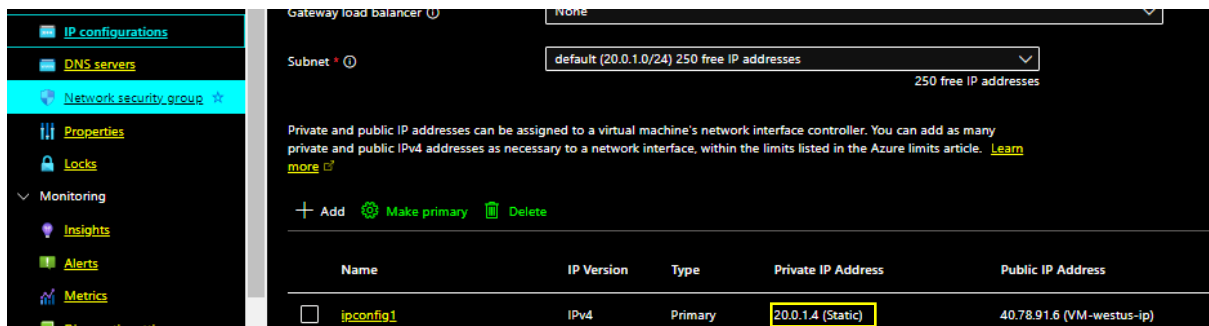 Gateway load balancer
None
IP configurations
Subnet *
default (20.0.1.0/24) 250 free IP addresses
DNS servers
250 free IP addresses
Network security group
Properties
Private and public IP addresses can be assigned to a virtual machine's network interface controller. You can add as many
private and public IPv4 addresses as necessary to a network interface, within the limits listed in the Azure limits article. Learn
more
Locks
Monitoring
+ Add Make primary Delete
Insights
Alerts
Name IP Version Type Private IP Address Public IP Address
Metrics
ipconfig1 IPv4 Primary 20.0.1.4 (Static) 40.78.91.6 (VM-westus-ip)